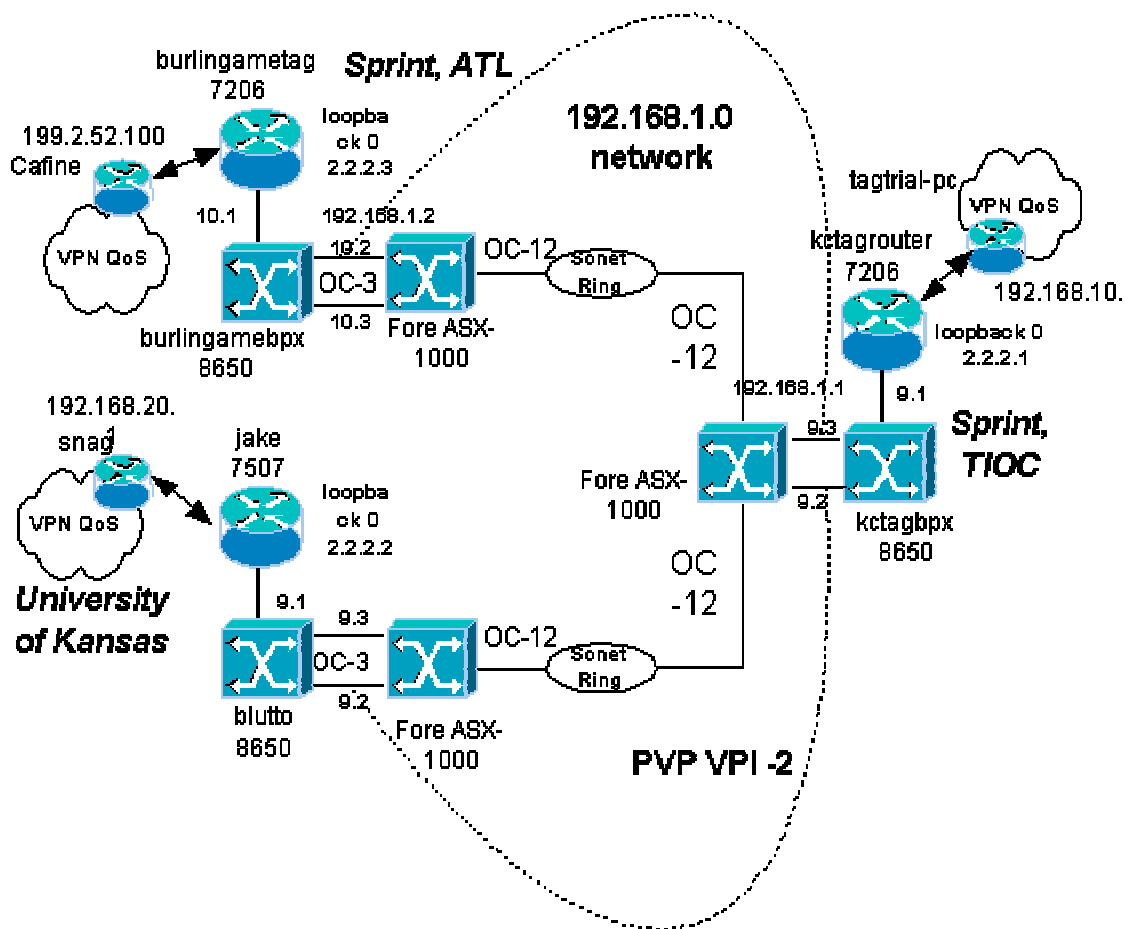 burlingametag
7206
Sprint, ATL
loopba
ck 0
2.2.2.3
199.2.52.100
Cafine
VPN QoS
10.1
192.168.1.2
10.2
OC-3
10.3
burlingamebpx
8650
Fore ASX-
1000
OC-12
Sonet
Ring
192.168.1.0
network
OC
-12
tagtrial-pc
VPN QoS
kctagrouter
7206
192.168.10.
loopback 0
2.2.2.1
192.168.1.1
9.1
9.3
9.2
Sprint,
TIOC
Fore ASX-
1000
kctagbpx
8650
192.168.20.
1
snag
VPN QoS
jake
7507
loopba
ck 0
2.2.2.2
University
of Kansas
9.1
9.3
OC-3
9.2
blutto
8650
Fore ASX-
1000
OC-12
Sonet
Ring
OC
-12
PVP VPI -2